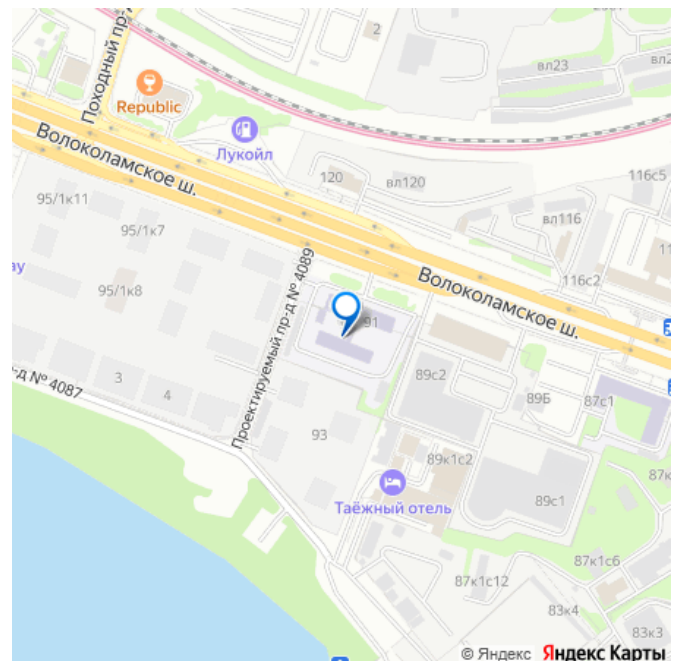 2
вл23
Походный пр-
Republic
Лукойл
Волоколамское ш.
120
вл120
116с5
95/1к11
95/1к7
вл116
116с2
95/1к8
Проектируемый пр-д № 4089
Волоколамское ш.
91
89с2
89Б
87с1
-д № 4087
3
4
93
89к1с2
89с1
Таёжный отель
87к1с6
87к1с12
83к4
83к3
© Яндекс Яндекс Карты